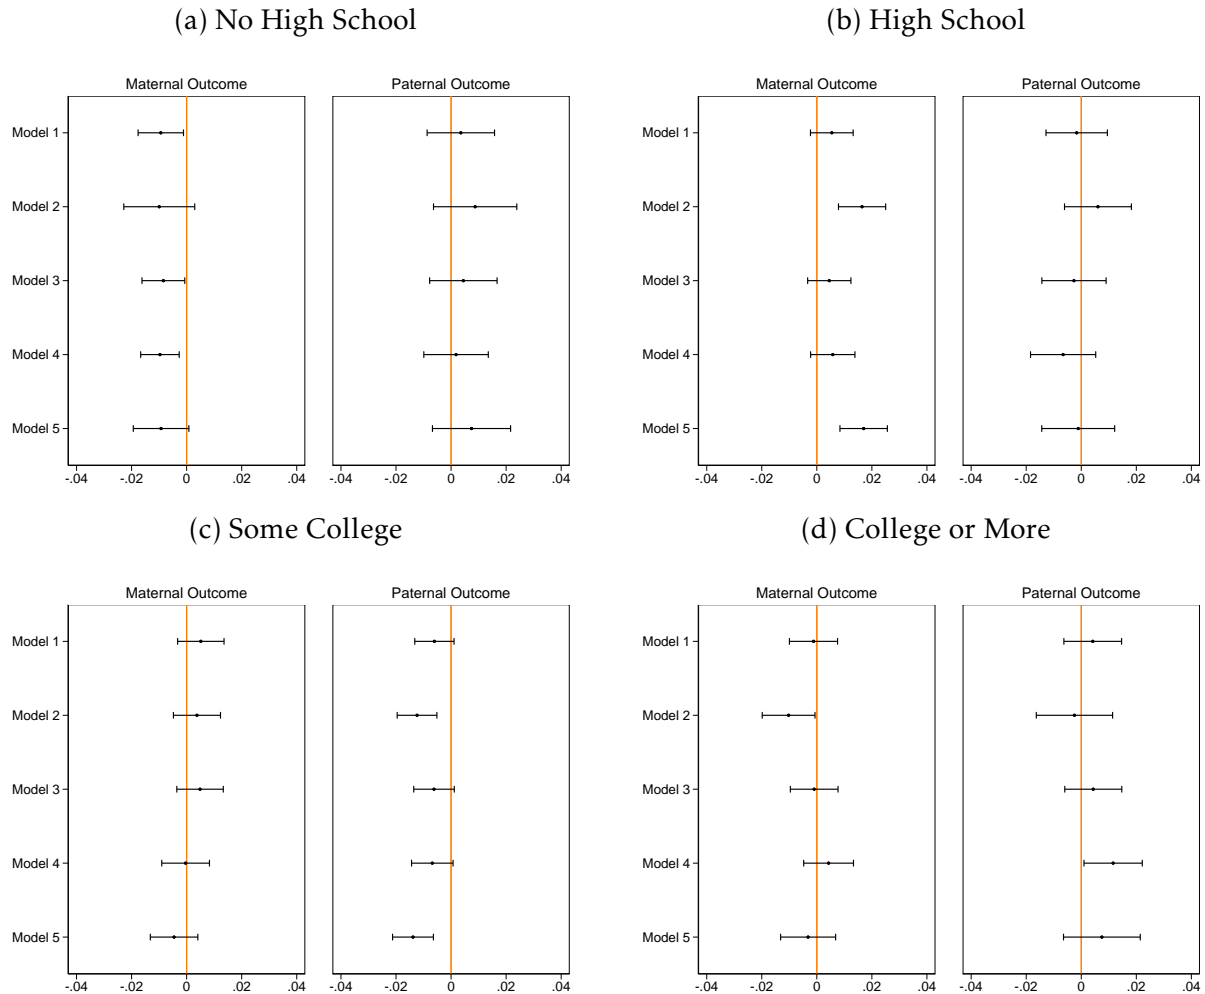 (a) No High School
Maternal Outcome Paternal Outcome
Model 1
Model 2
Model 3
Model 4
Model 5
-.04 -.02 0 .02 .04 -.04 -.02 0 .02 .04
(b) High School
Maternal Outcome Paternal Outcome
Model 1
Model 2
Model 3
Model 4
Model 5
-.04 -.02 0 .02 .04 -.04 -.02 0 .02 .04
(c) Some College
Maternal Outcome Paternal Outcome
Model 1
Model 2
Model 3
Model 4
Model 5
-.04 -.02 0 .02 .04 -.04 -.02 0 .02 .04
(d) College or More
Maternal Outcome Paternal Outcome
Model 1
Model 2
Model 3
Model 4
Model 5
-.04 -.02 0 .02 .04 -.04 -.02 0 .02 .04